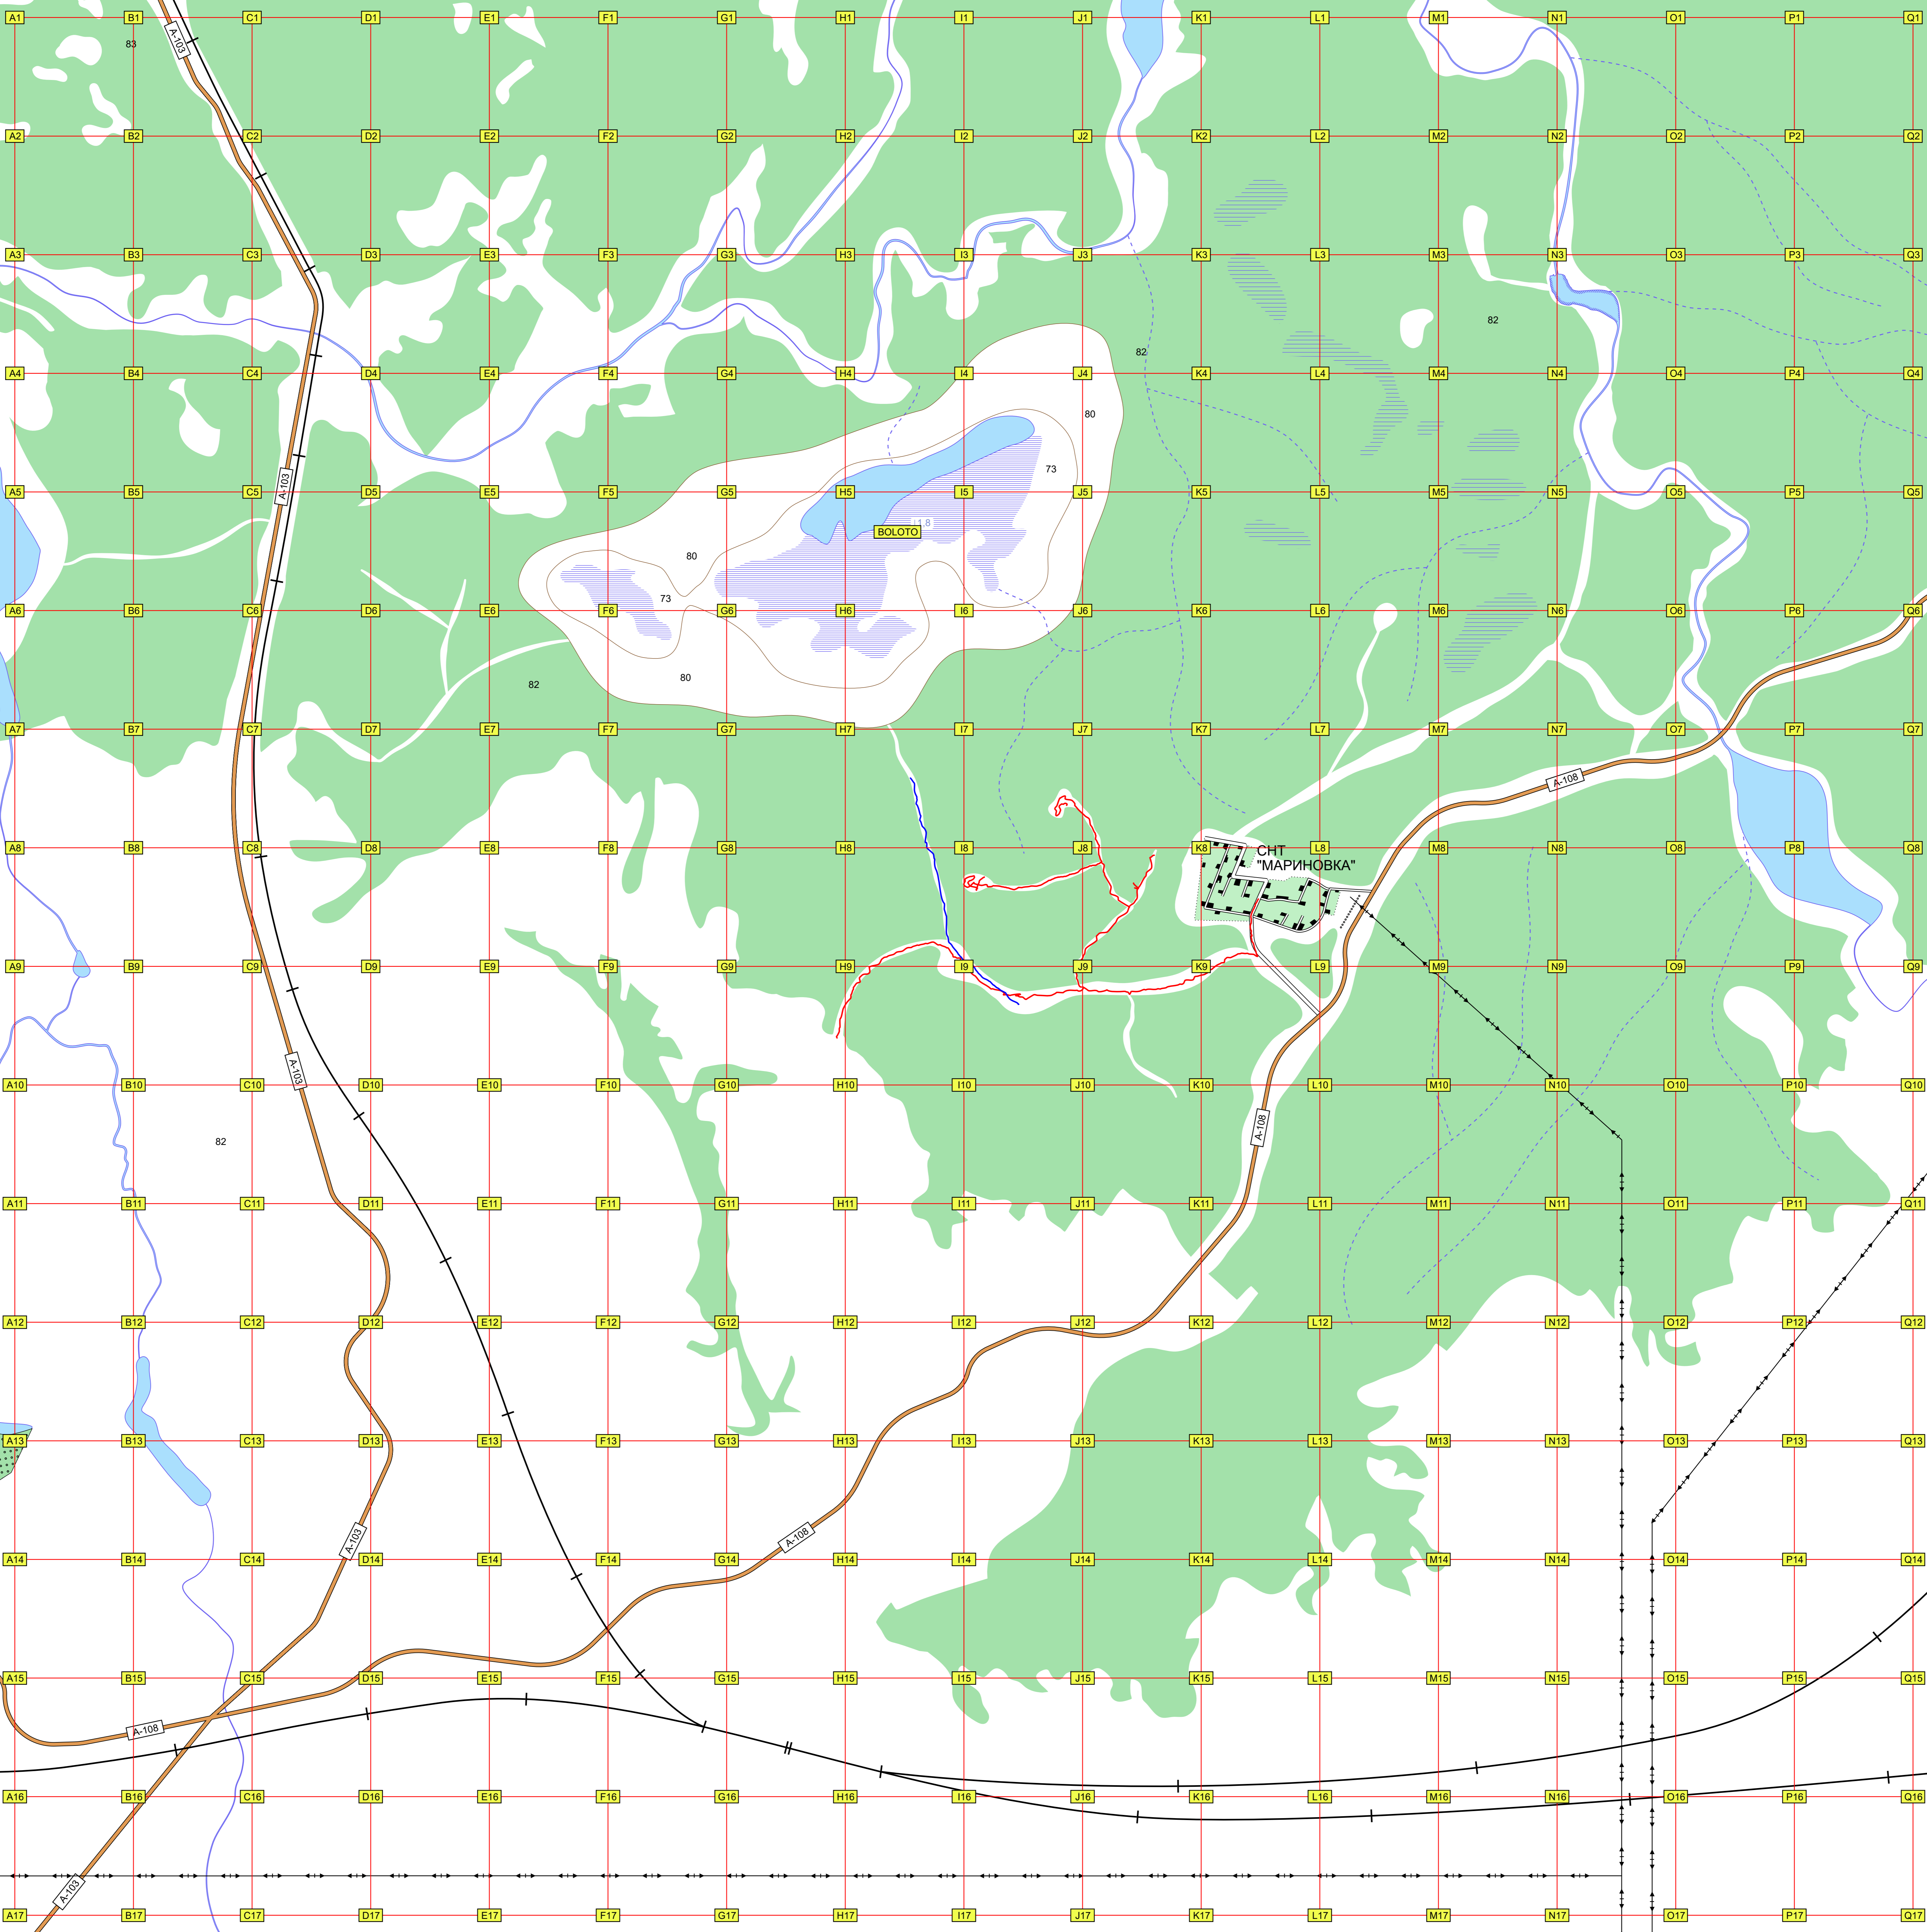 A1 B1 C1 D1 E1 F1 G1 H1 I1 J1 K1 L1 M1 N1 O1 P1 Q1
A-103
83
A2 B2 C2 D2 E2 F2 G2 H2 I2 J2 K2 L2 M2 N2 O2 P2 Q2
A3 B3 C3 D3 E3 F3 G3 H3 I3 J3 K3 L3 M3 N3 O3 P3 Q3
82
82
A4 B4 C4 D4 E4 F4 G4 H4 I4 J4 K4 L4 M4 N4 O4 P4 Q4
80
73
A-103
A5 B5 C5 D5 E5 F5 G5 H5 I5 J5 K5 L5 M5 N5 O5 P5 Q5
1,8
BOLOTO
80
73
A6 B6 C6 D6 E6 F6 G6 H6 I6 J6 K6 L6 M6 N6 O6 P6 Q6
80
82
A7 B7 C7 D7 E7 F7 G7 H7 I7 J7 K7 L7 M7 N7 O7 P7 Q7
A-108
A8 B8 C8 D8 E8 F8 G8 H8 I8 J8 K8 L8 M8 N8 O8 P8 Q8
СНТ
"МАРИНОВКА"
A9 B9 C9 D9 E9 F9 G9 H9 I9 J9 K9 L9 M9 N9 O9 P9 Q9
A-103
A10 B10 C10 D10 E10 F10 G10 H10 I10 J10 K10 L10 M10 N10 O10 P10 Q10
A-108
82
A11 B11 C11 D11 E11 F11 G11 H11 I11 J11 K11 L11 M11 N11 O11 P11 Q11
A12 B12 C12 D12 E12 F12 G12 H12 I12 J12 K12 L12 M12 N12 O12 P12 Q12
A13 B13 C13 D13 E13 F13 G13 H13 I13 J13 K13 L13 M13 N13 O13 P13 Q13
A-103
A-108
A14 B14 C14 D14 E14 F14 G14 H14 I14 J14 K14 L14 M14 N14 O14 P14 Q14
A15 B15 C15 D15 E15 F15 G15 H15 I15 J15 K15 L15 M15 N15 O15 P15 Q15
A-108
A16 B16 C16 D16 E16 F16 G16 H16 I16 J16 K16 L16 M16 N16 O16 P16 Q16
A-103
A17 B17 C17 D17 E17 F17 G17 H17 I17 J17 K17 L17 M17 N17 O17 P17 Q17